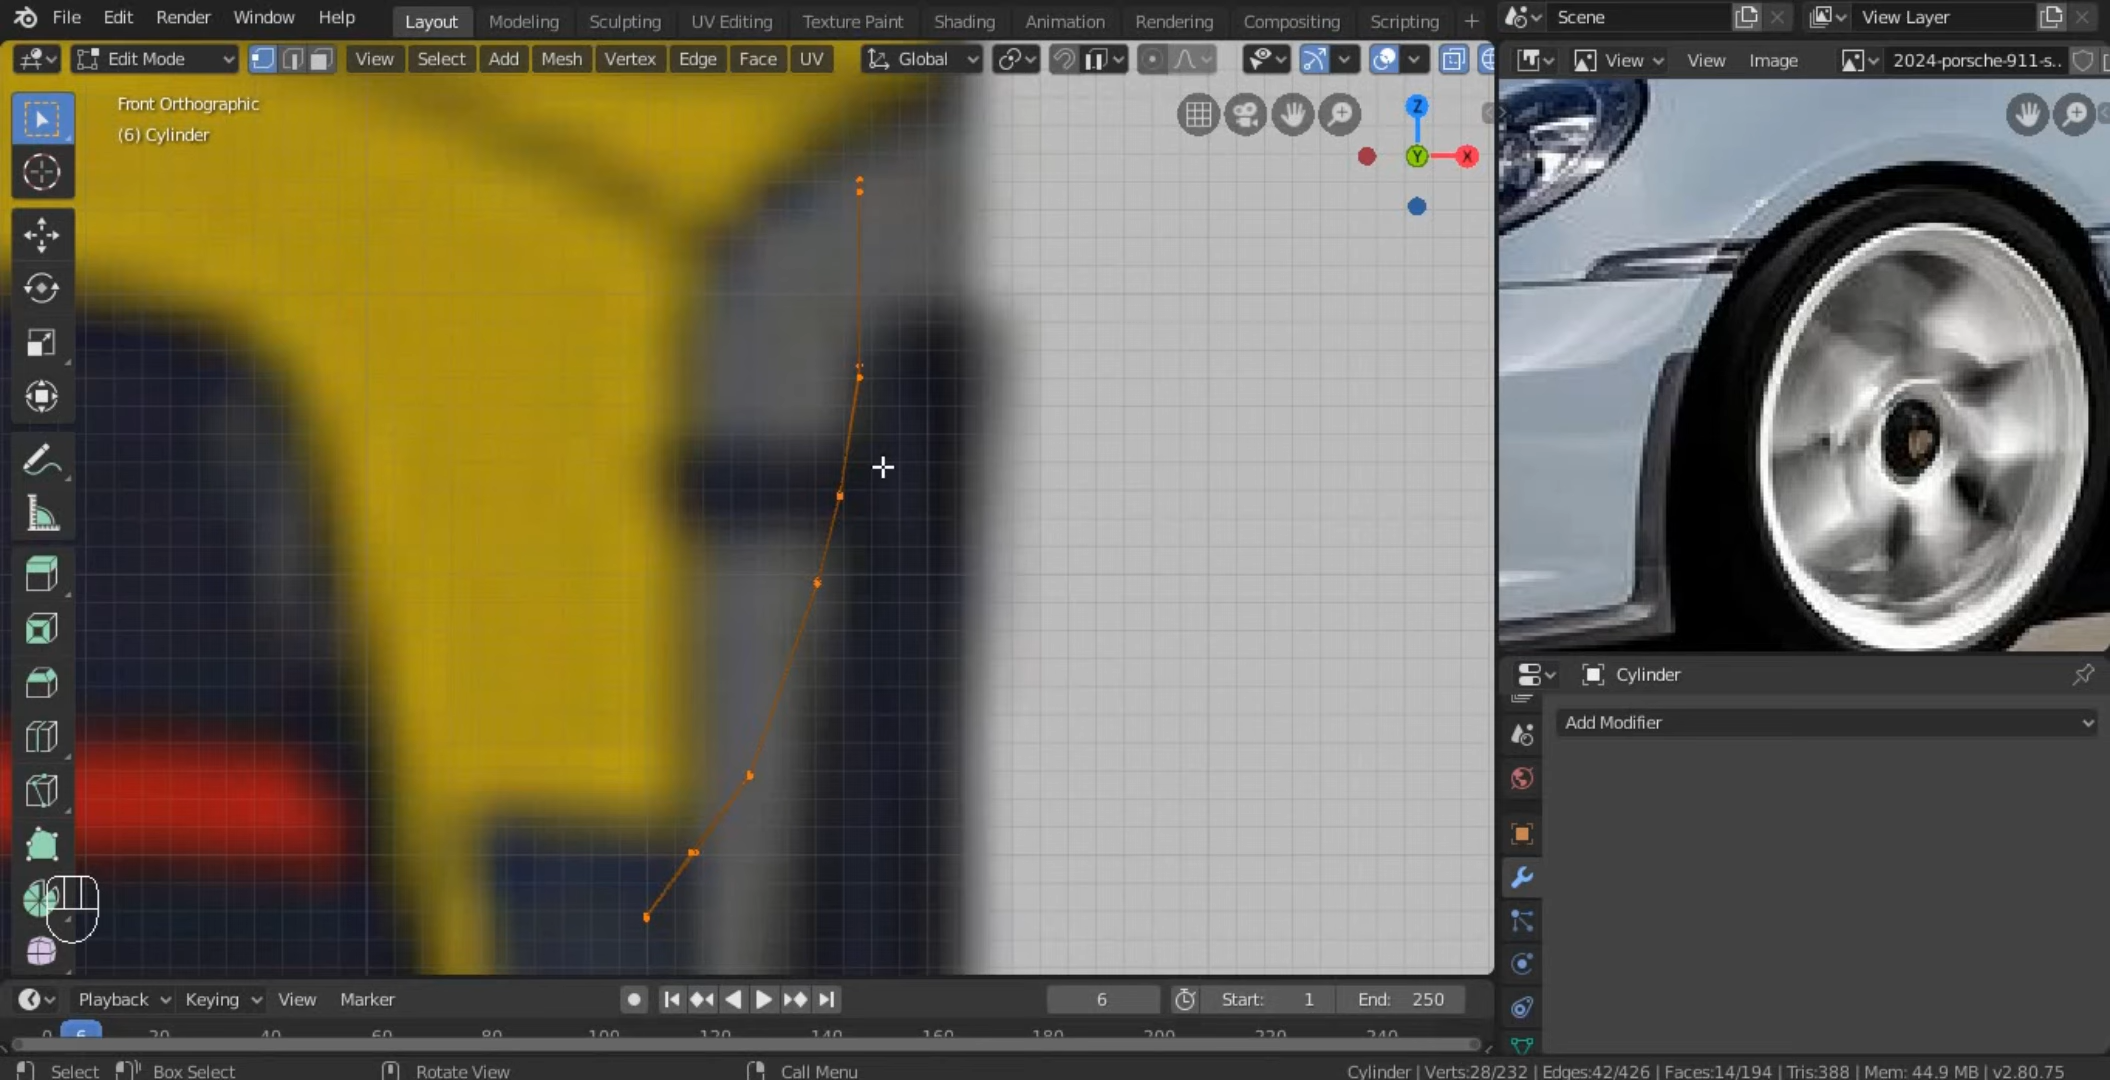 File Edit Render Window Help Layout Modeling Sculpting UV Editing Texture Paint Shading Animation Rendering Compositing Scripting + Scene View Layer
Edit Mode View Select Add Mesh Vertex Edge Face UV Global View View Image 2024-porsche-911-s..
Front Orthographic
(6) Cylinder
Z
Y X
Cylinder
Add Modifier
Playback Keying View Marker 6 Start: 1 End: 250
0 6 20 40 60 80 100 120 140 160 180 200 220 240
Select Box Select Rotate View Call Menu Cylinder | Verts:28/232 | Edges:42/426 | Faces:14/194 | Tris:388 | Mem: 44.9 MB | v2.80.75